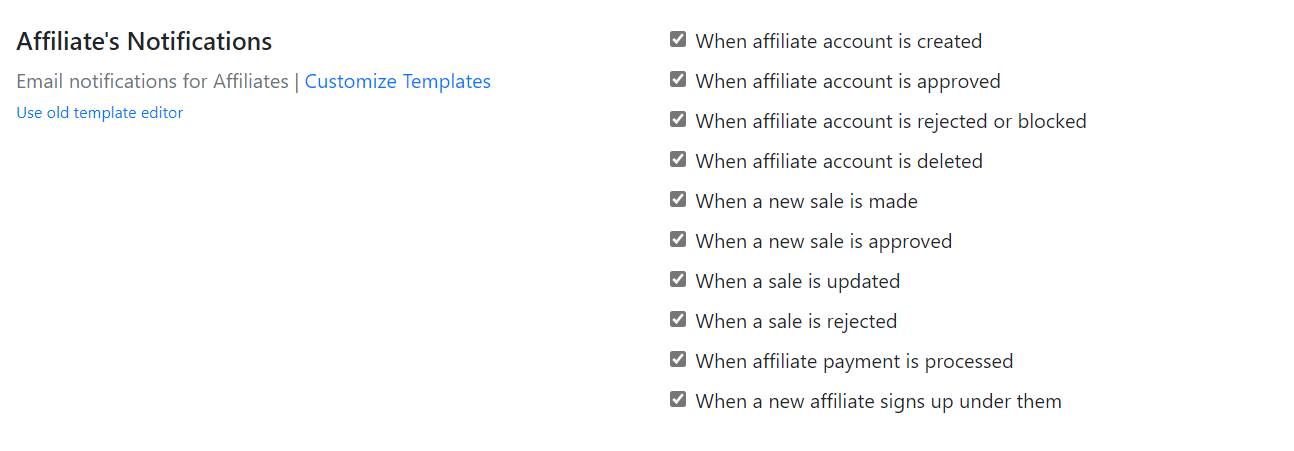 Affiliate's Notifications
Email notifications for Affiliates | Customize Templates
Use old template editor
When affiliate account is created
When affiliate account is approved
When affiliate account is rejected or blocked
When affiliate account is deleted
When a new sale is made
When a new sale is approved
When a sale is updated
When a sale is rejected
When affiliate payment is processed
When a new affiliate signs up under them